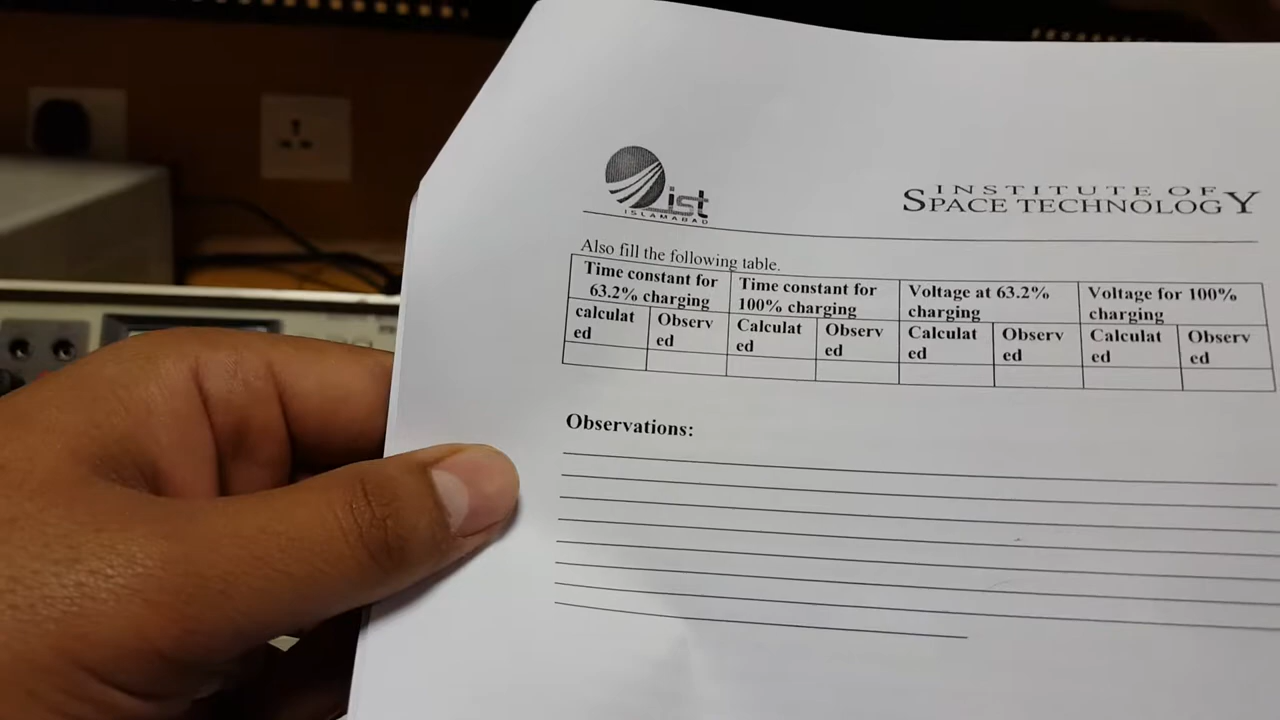 ist
ISLAMABAD
INSTITUTE OF
SPACE TECHNOLOGY
Also fill the following table.
Time constant for
63.2% charging
Time constant for
100% charging
Voltage at 63.2%
charging
Voltage for 100%
charging
calculat
ed
Observ
ed
Calculat
ed
Observ
ed
Calculat
ed
Observ
ed
Calculat
ed
Observ
ed
Observations: